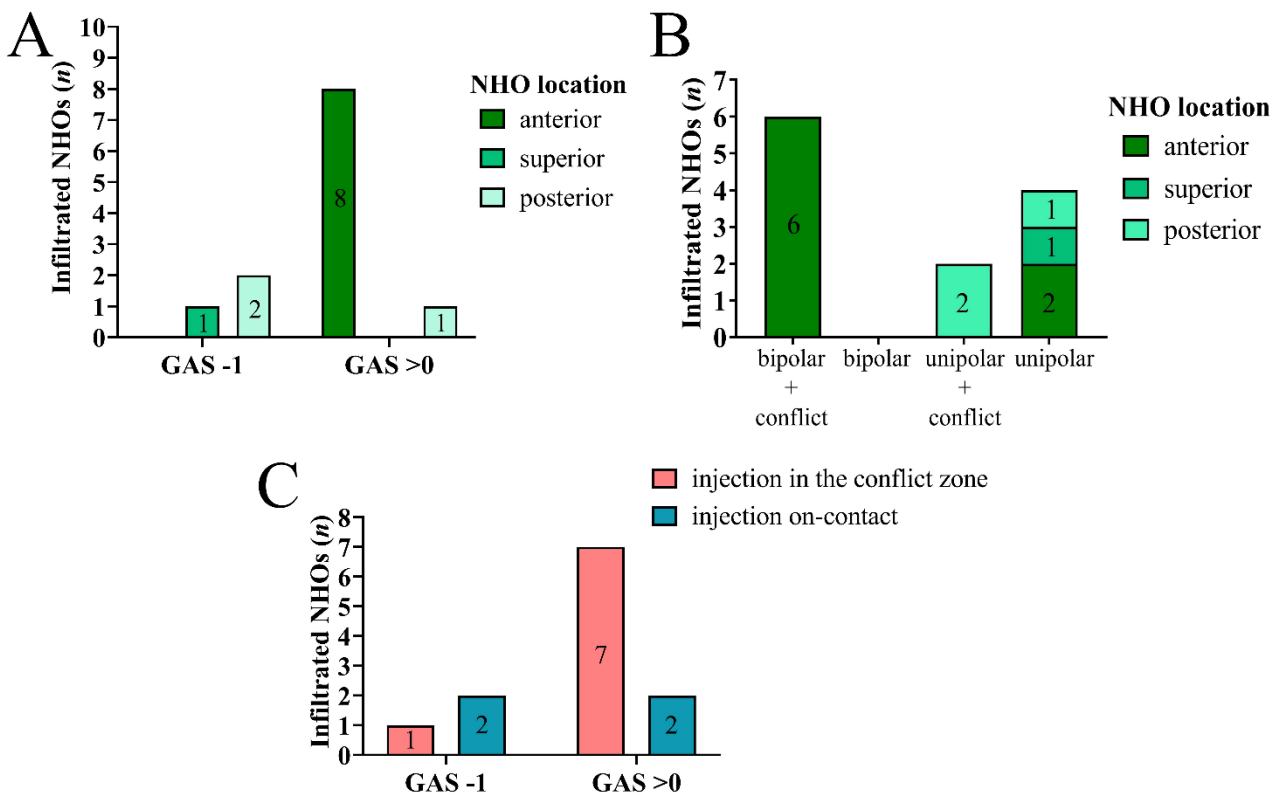 A
Infiltrated NHOs (n)
10
9
8
7
6
5
4
3
2
1
0
1
2
8
1
GAS -1
GAS >0
NHO location
anterior
superior
posterior
B
Infiltrated NHOs (n)
7
6
5
4
3
2
1
0
6
2
1
1
2
bipolar
+
conflict
bipolar
unipolar
+
conflict
unipolar
NHO location
anterior
superior
posterior
C
Infiltrated NHOs (n)
8
7
6
5
4
3
2
1
0
1
2
7
2
GAS -1
GAS >0
injection in the conflict zone
injection on-contact